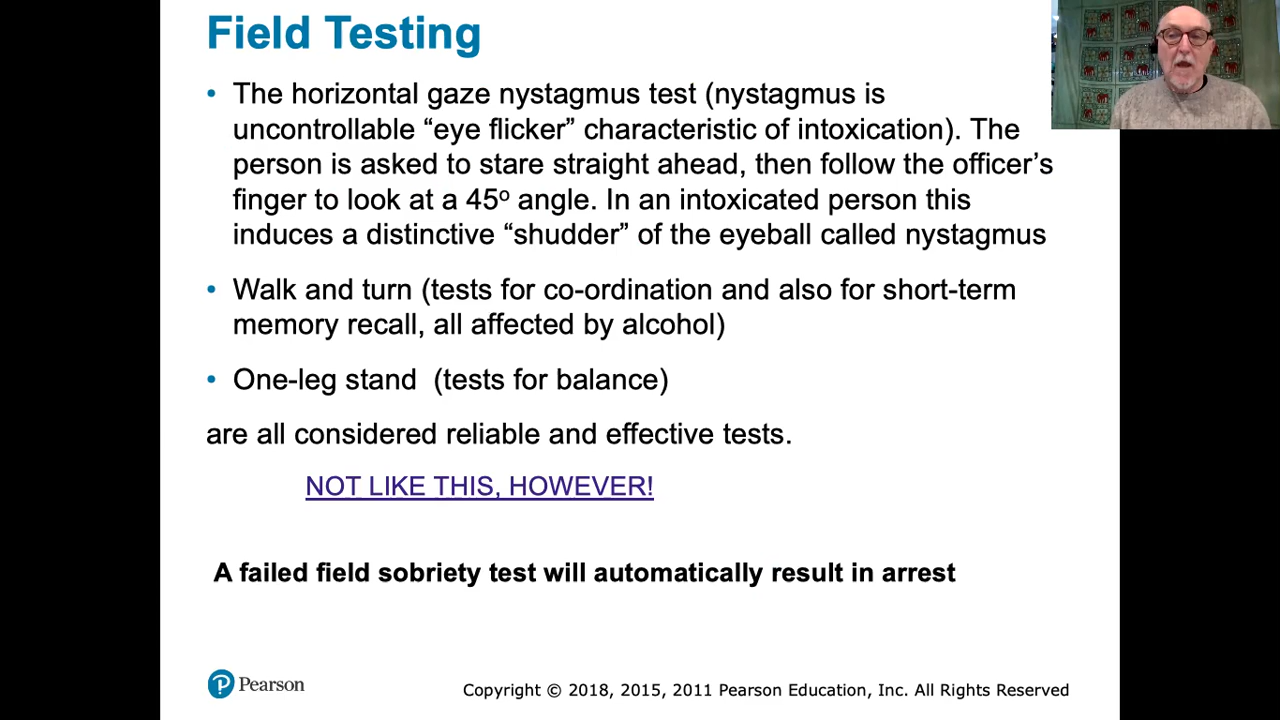 Field Testing
• The horizontal gaze nystagmus test (nystagmus is
uncontrollable “eye flicker” characteristic of intoxication). The
person is asked to stare straight ahead, then follow the officer’s
finger to look at a 45º angle. In an intoxicated person this
induces a distinctive “shudder” of the eyeball called nystagmus
• Walk and turn (tests for co-ordination and also for short-term
memory recall, all affected by alcohol)
• One-leg stand (tests for balance)
are all considered reliable and effective tests.
NOT LIKE THIS, HOWEVER!
A failed field sobriety test will automatically result in arrest
Pearson
Copyright © 2018, 2015, 2011 Pearson Education, Inc. All Rights Reserved